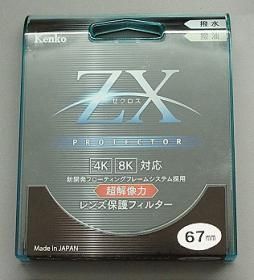 Kenko
撥水
撥油
ZX
ゼクロス
PROTECTOR
4K 8K 対応
新開発フローティングフレームシステム採用
超解像力
レンズ保護フィルター
67mm
Made in JAPAN